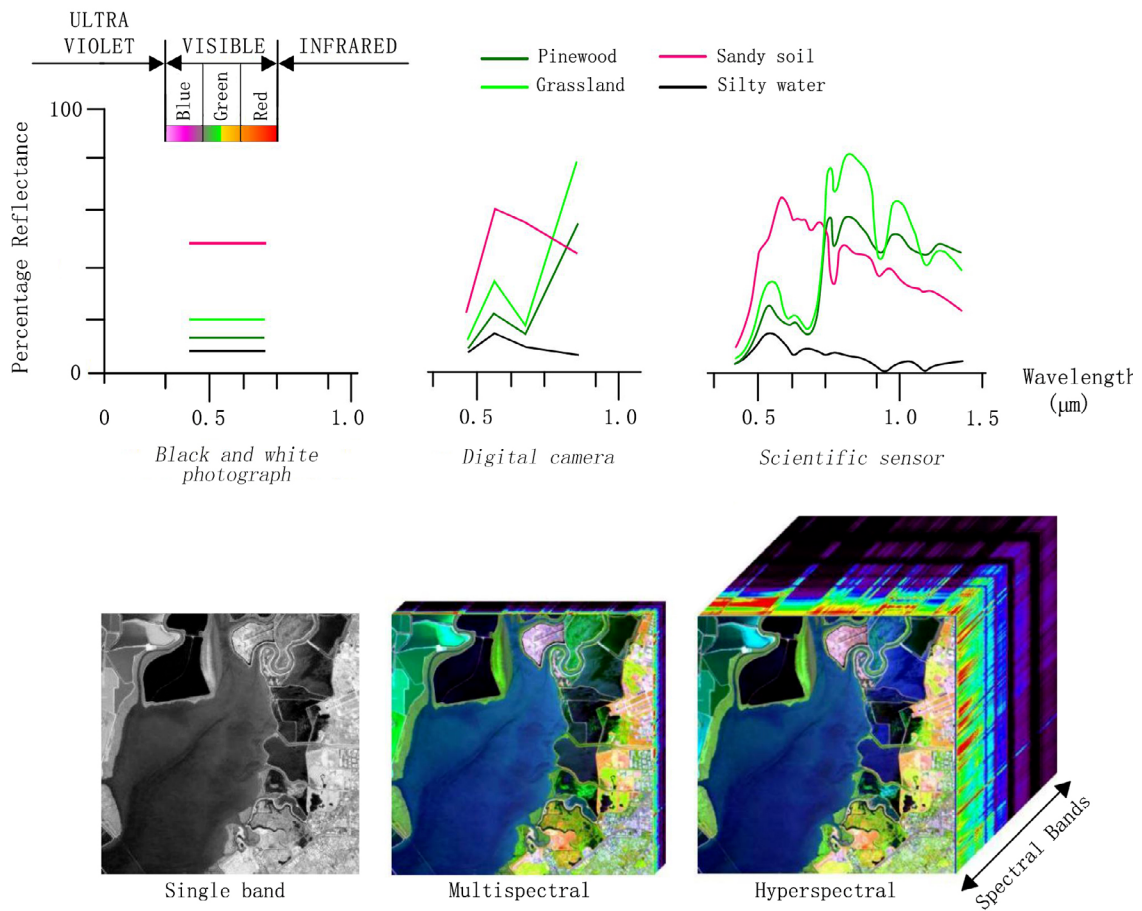 ULTRA
VIOLET
VISIBLE
INFRARED
Blue
Green
Red
Pinewood
Grassland
Sandy soil
Silty water
Percentage Reflectance
100
0
0
0.5
1.0
Black and white
photograph
0.5
1.0
Digital camera
0.5
1.0
1.5
Scientific sensor
Wavelength
(μm)
Single band
Multispectral
Hyperspectral
Spectral Bands